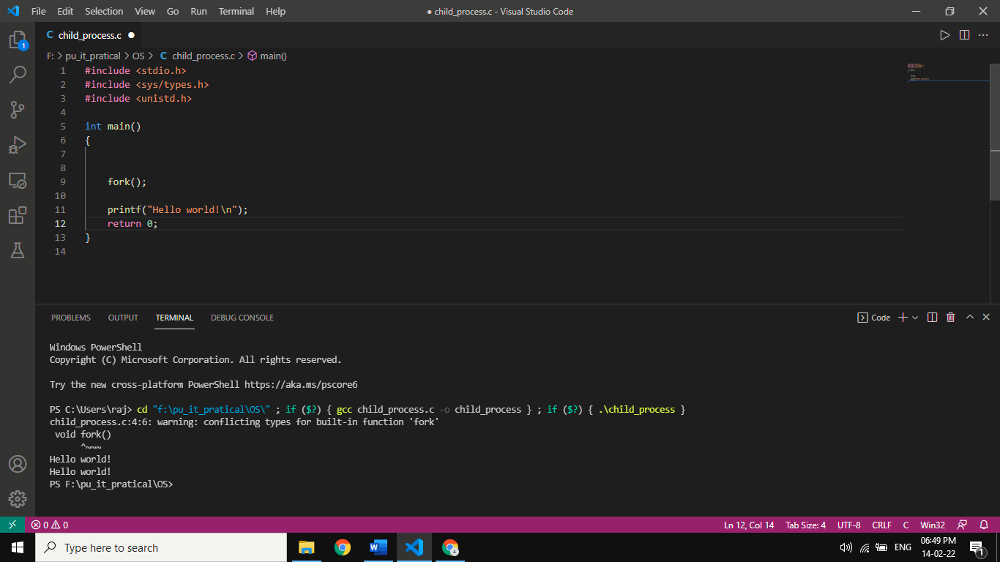 File Edit Selection View Go Run Terminal Help ● child_process.c - Visual Studio Code
C child_process.c ●
F: > pu_it_pratical > OS > C child_process.c > main()
1 #include <stdio.h>
2 #include <sys/types.h>
3 #include <unistd.h>
4
5 int main()
6 {
7
8
9 fork();
10
11 printf("Hello world!\n");
12 return 0;
13 }
14
1
PROBLEMS OUTPUT TERMINAL DEBUG CONSOLE Code
Windows PowerShell
Copyright (C) Microsoft Corporation. All rights reserved.
Try the new cross-platform PowerShell https://aka.ms/pscore6
PS C:\Users\raj> cd "f:\pu_it_pratical\OS\" ; if ($?) { gcc child_process.c -o child_process } ; if ($?) { .\child_process }
child_process.c:4:6: warning: conflicting types for built-in function 'fork'
void fork()
^~~~
Hello world!
Hello world!
PS F:\pu_it_pratical\OS>
0 0 Ln 12, Col 14 Tab Size: 4 UTF-8 CRLF C Win32
Type here to search
W
ENG
06:49 PM
14-02-22
1